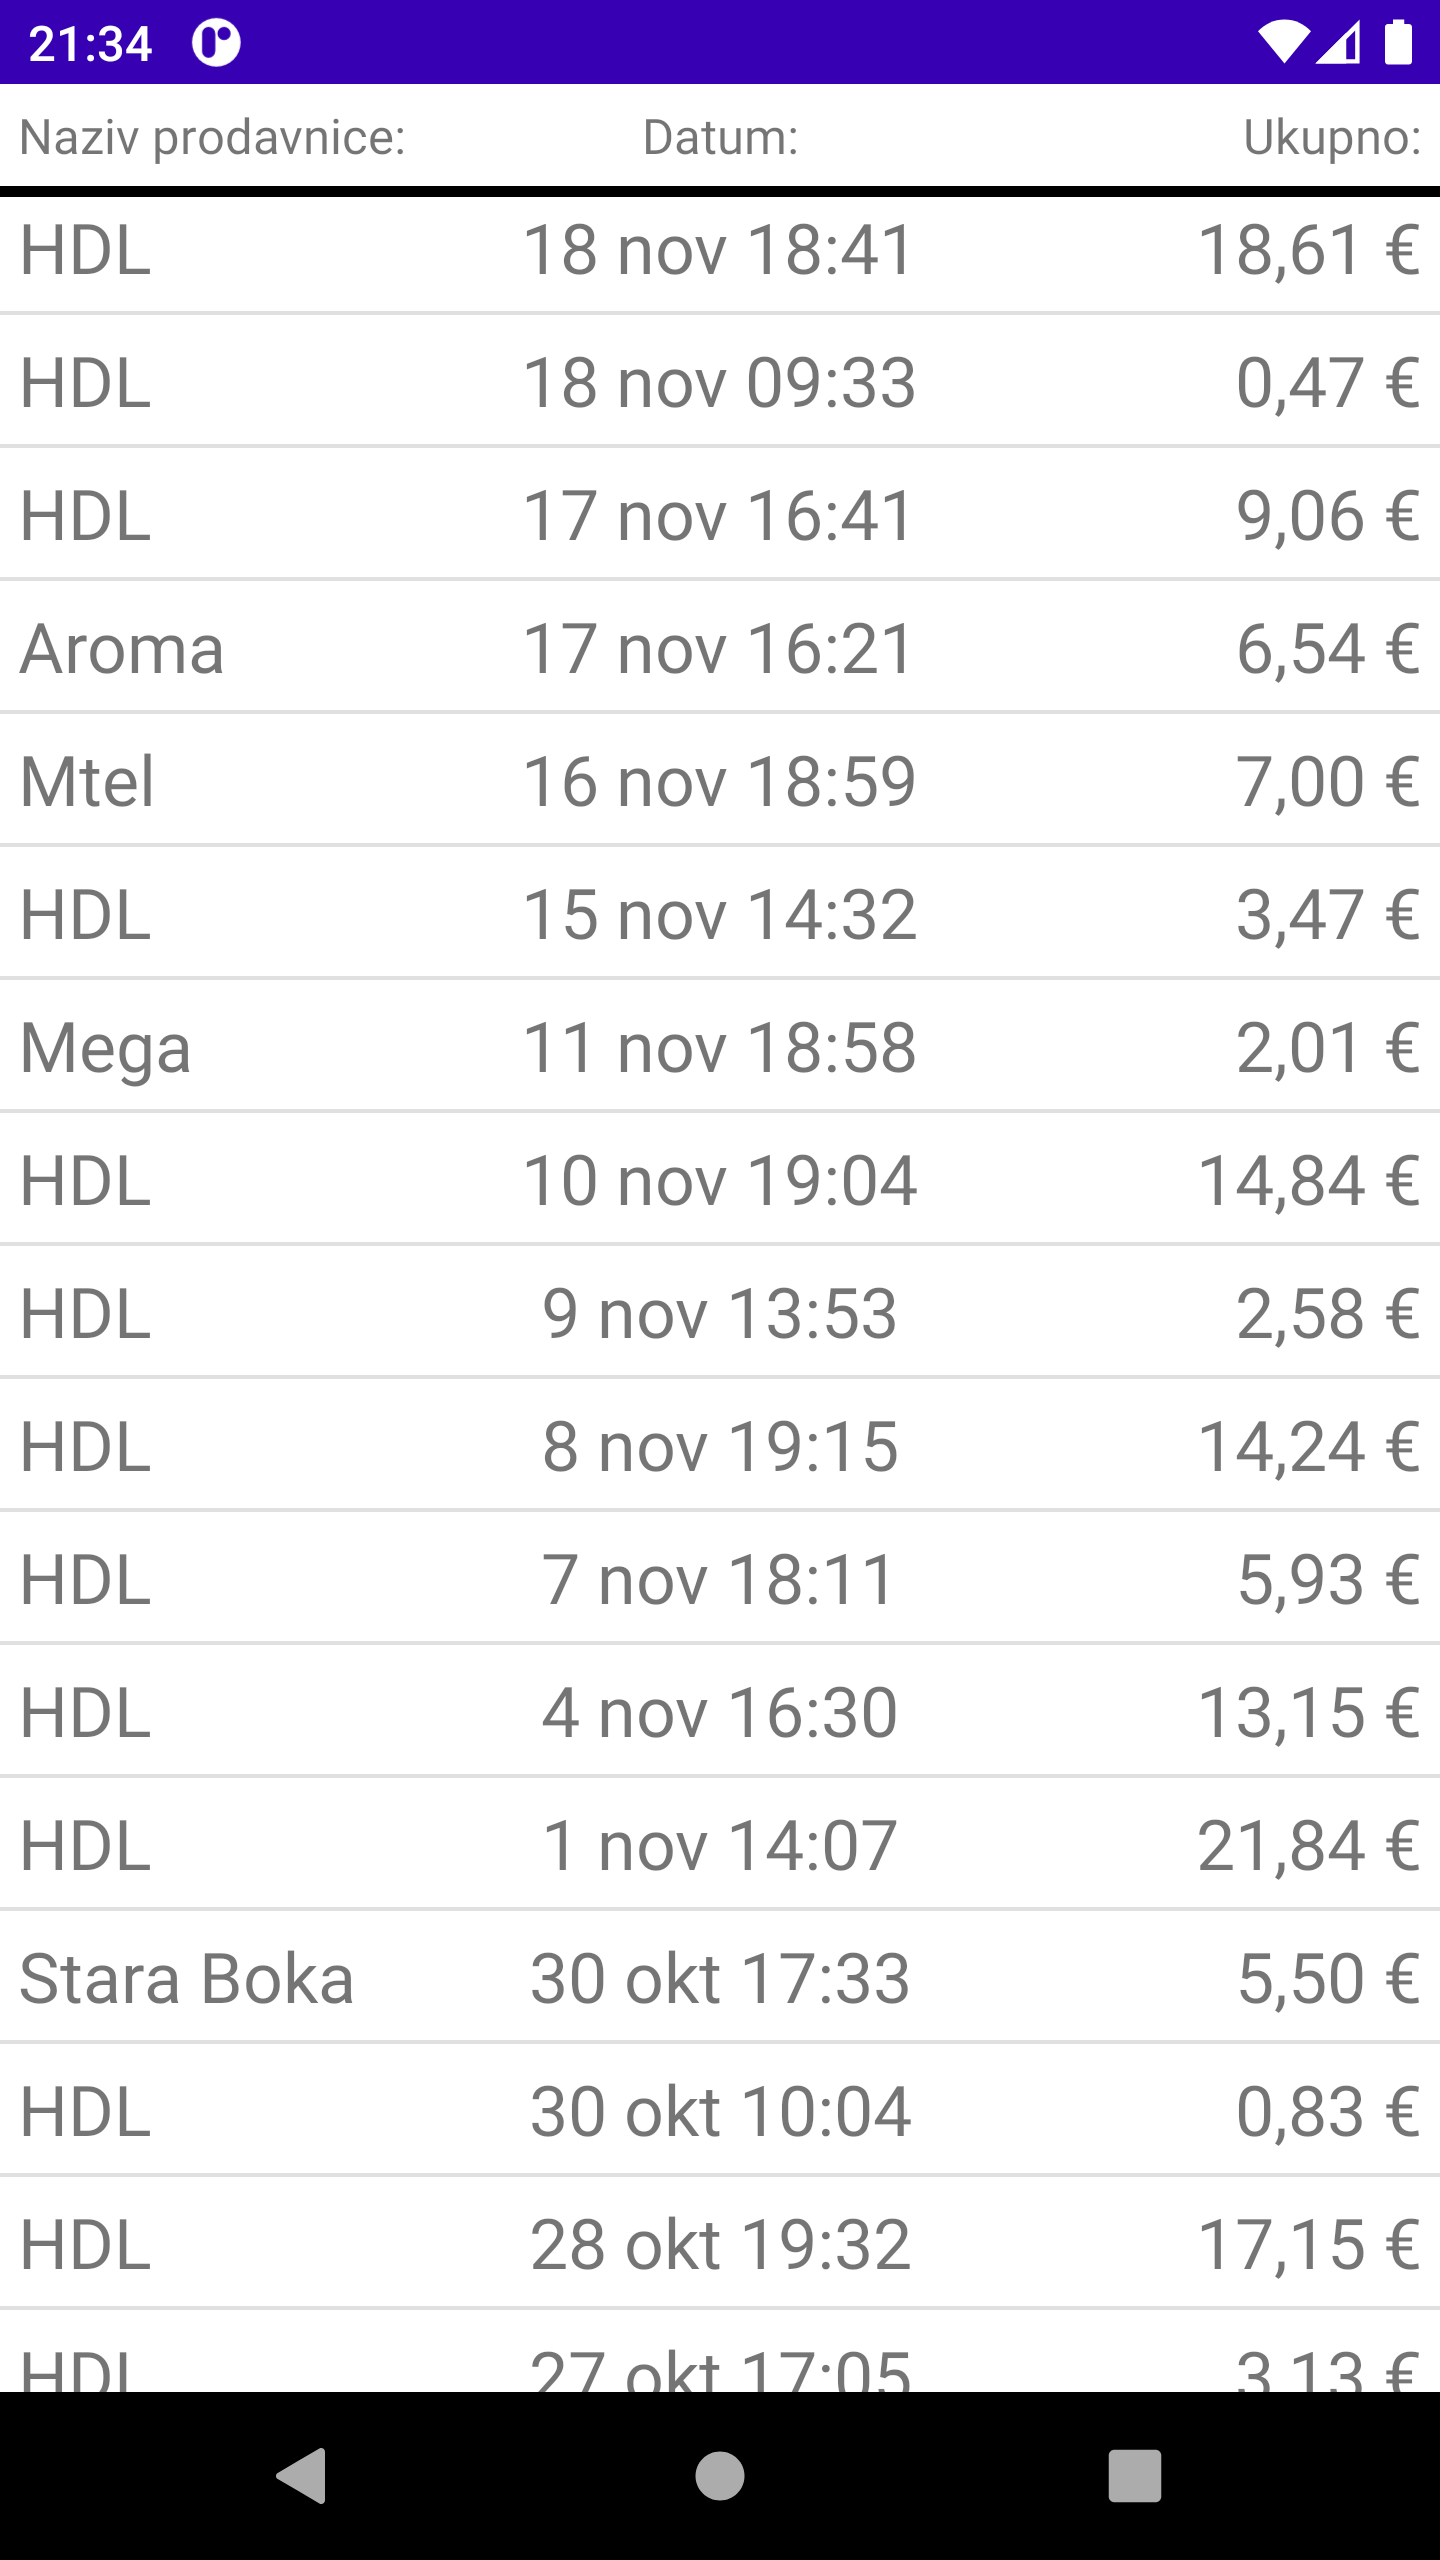 21:34
Naziv prodavnice: Datum: Ukupno:
HDL 18 nov 18:41 18,61 €
HDL 18 nov 09:33 0,47 €
HDL 17 nov 16:41 9,06 €
Aroma 17 nov 16:21 6,54 €
Mtel 16 nov 18:59 7,00 €
HDL 15 nov 14:32 3,47 €
Mega 11 nov 18:58 2,01 €
HDL 10 nov 19:04 14,84 €
HDL 9 nov 13:53 2,58 €
HDL 8 nov 19:15 14,24 €
HDL 7 nov 18:11 5,93 €
HDL 4 nov 16:30 13,15 €
HDL 1 nov 14:07 21,84 €
Stara Boka 30 okt 17:33 5,50 €
HDL 30 okt 10:04 0,83 €
HDL 28 okt 19:32 17,15 €
HDL 27 okt 17:05 3,13 €